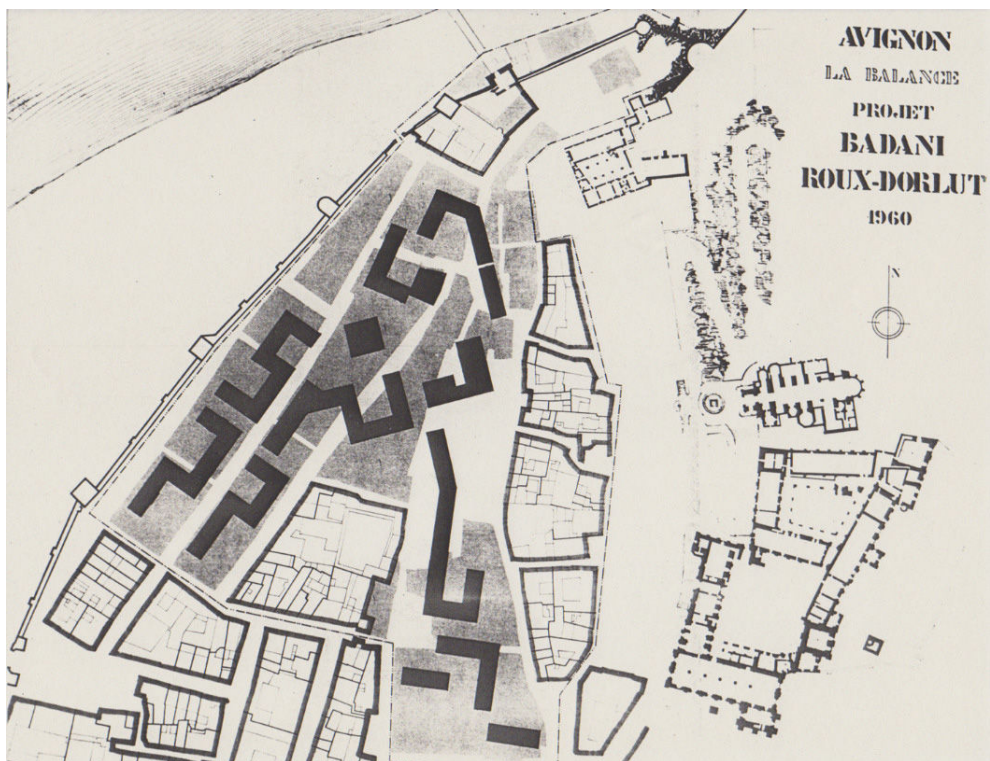 AVIGNON
LA BALANCE
PROJET
BADANI
ROUX-DORLUT
1960
N